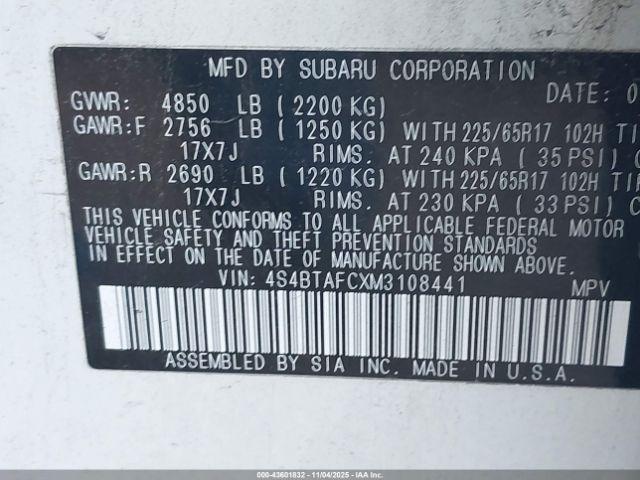 MFD BY SUBARU CORPORATION DATE: 0
GVWR: 4850 LB ( 2200 KG)
GAWR:F 2756 LB ( 1250 KG) WITH 225/65R17 102H TI
17X7J RIMS. AT 240 KPA ( 35 PSI) C
GAWR:R 2690 LB ( 1220 KG) WITH 225/65R17 102H TI
17X7J RIMS. AT 230 KPA ( 33 PSI) C
THIS VEHICLE CONFORMS TO ALL APPLICABLE FEDERAL MOTOR
VEHICLE SAFETY AND THEFT PREVENTION STANDARDS
IN EFFECT ON THE DATE OF MANUFACTURE SHOWN ABOVE.
VIN: 4S4BTAFCXM3108441 MPV
ASSEMBLED BY SIA INC. MADE IN U.S.A.
000-43601832 - 11/04/2025 - IAAI.COM